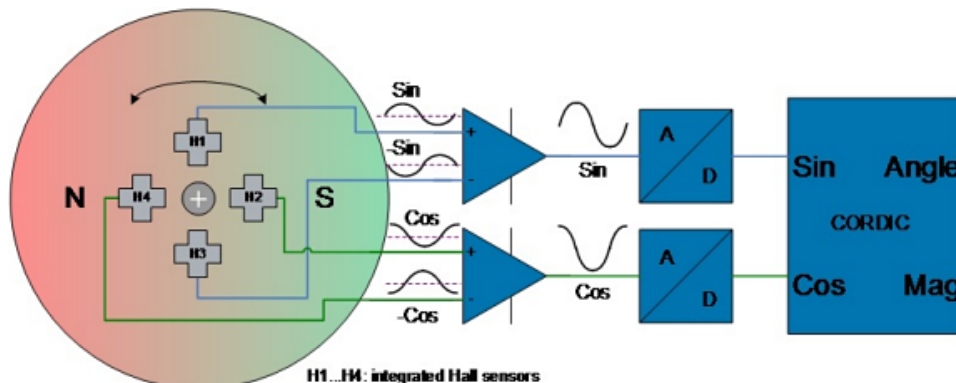 Sin
H1
A
+
-Sin
Sin
D
-
Sin Angle
N
H4
+
H2
S
CORDIC
Cos
H3
+
A
Cos Mag
-
Cos
D
-Cos
H1...H4: integrated Hall sensors